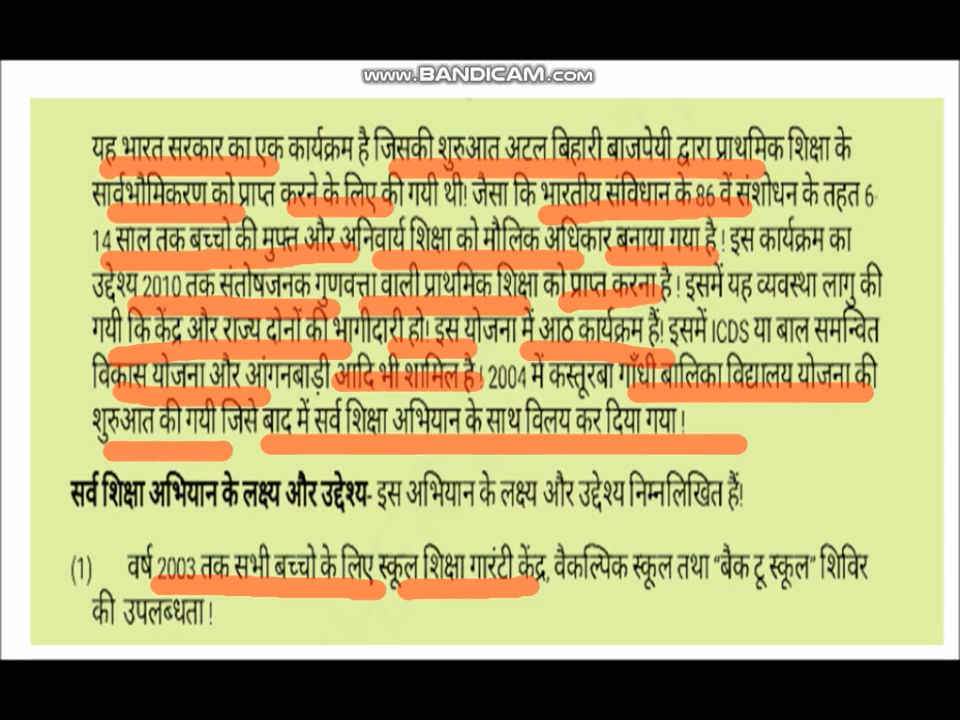 www.BANDICAM.com
यह भारत सरकार का एक कार्यक्रम है जिसकी शुरुआत अटल बिहारी बाजपेयी द्वारा प्राथमिक शिक्षा के
सार्वभौमिकरण को प्राप्त करने के लिए की गयी थी! जैसा कि भारतीय संविधान के 86 वें संशोधन के तहत 6-
14 साल तक बच्चो की मुफ्त और अनिवार्य शिक्षा को मौलिक अधिकार बनाया गया है ! इस कार्यक्रम का
उद्देश्य 2010 तक संतोषजनक गुणवत्ता वाली प्राथमिक शिक्षा को प्राप्त करना है ! इसमें यह व्यवस्था लागु की
गयी कि केंद्र और राज्य दोनों की भागीदारी हो! इस योजना में आठ कार्यक्रम हैं! इसमें ICDS या बाल समन्वित
विकास योजना और आंगनबाड़ी आदि भी शामिल है ! 2004 में कस्तूरबा गाँधी बालिका विद्यालय योजना की
शुरुआत की गयी जिसे बाद में सर्व शिक्षा अभियान के साथ विलय कर दिया गया !
सर्व शिक्षा अभियान के लक्ष्य और उद्देश्य- इस अभियान के लक्ष्य और उद्देश्य निम्नलिखित हैं!
(1) वर्ष 2003 तक सभी बच्चो के लिए स्कूल शिक्षा गारंटी केंद्र, वैकल्पिक स्कूल तथा "बैक टू स्कूल" शिविर
की उपलब्धता !